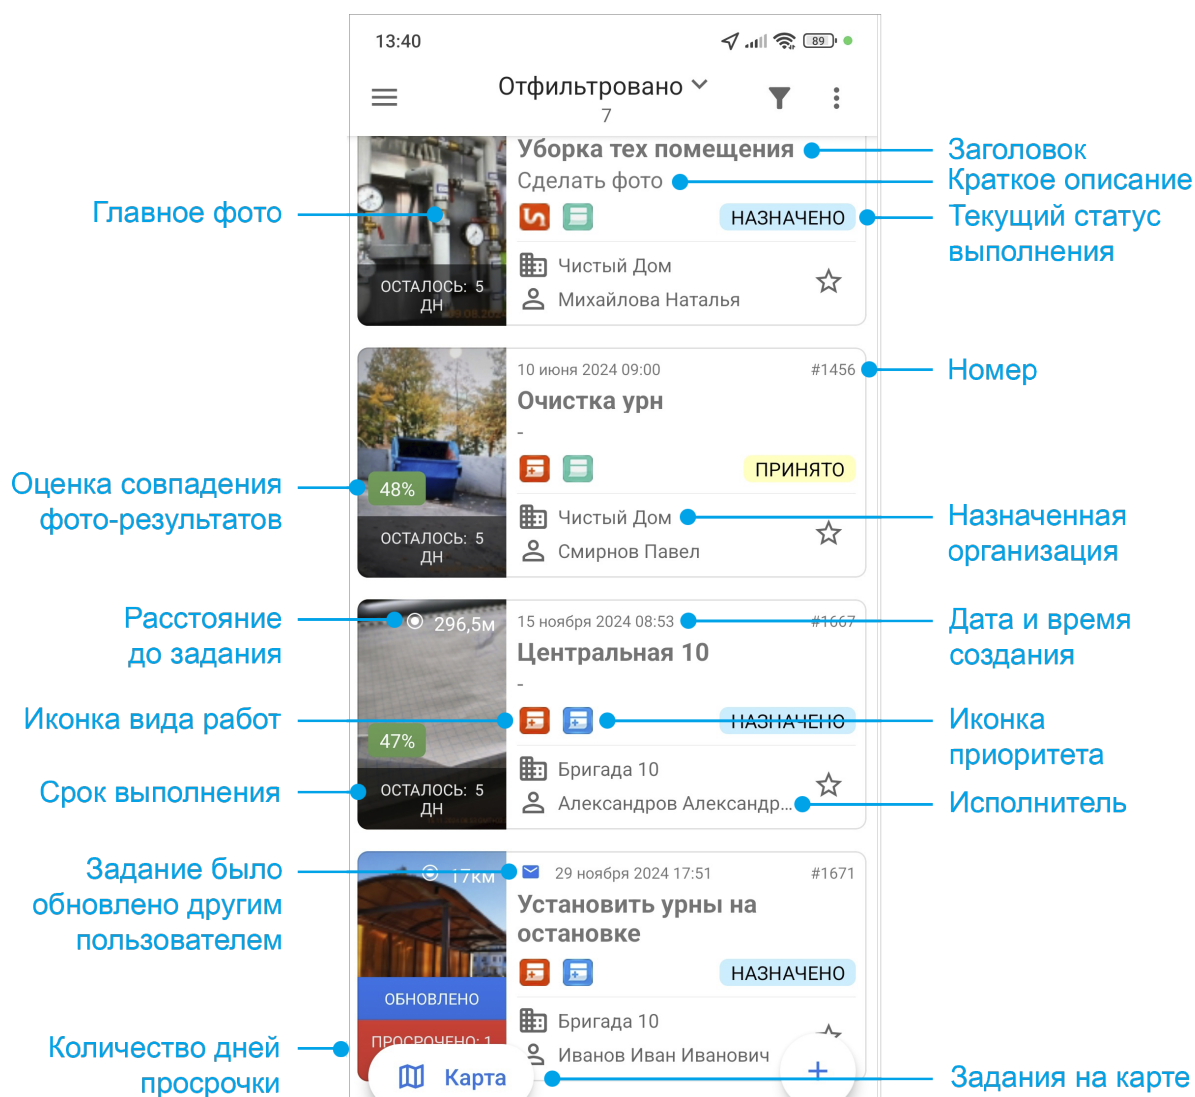 13:40
89
Отфильтровано
7
Уборка тех помещения
Заголовок
Сделать фото
Краткое описание
Главное фото
НАЗНАЧЕНО
Текущий статус
выполнения
Чистый Дом
ОСТАЛОСЬ: 5
ДН
Михайлова Наталья
10 июня 2024 09:00
#1456
Номер
Очистка урн
-
Оценка совпадения
фото-результатов
48%
ПРИНЯТО
ОСТАЛОСЬ: 5
ДН
Чистый Дом
Смирнов Павел
Назначенная
организация
Расстояние
до задания
296,5м
15 ноября 2024 08:53
#1667
Дата и время
создания
Центральная 10
-
Иконка вида работ
47%
НАЗНАЧЕНО
Иконка
приоритета
Срок выполнения
ОСТАЛОСЬ: 5
ДН
Бригада 10
Александров Александр...
Исполнитель
Задание было
обновлено другим
пользователем
17км
29 ноября 2024 17:51
#1671
Установить урны на
остановке
ОБНОВЛЕНО
НАЗНАЧЕНО
Количество дней
просрочки
ПРОСРОЧЕНО: 1
Бригада 10
Иванов Иван Иванович
Карта
+
Задания на карте